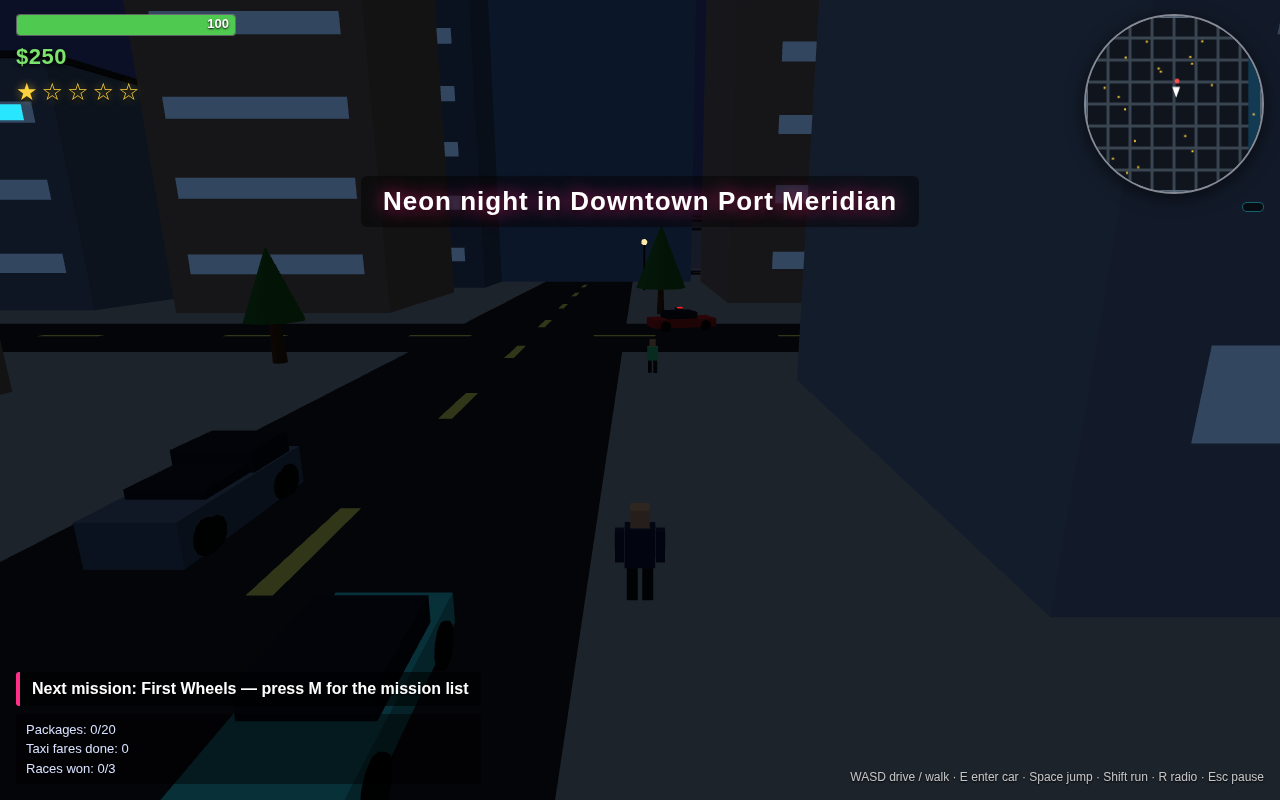 100
$250
Neon night in Downtown Port Meridian
Next mission: First Wheels — press M for the mission list
Packages: 0/20
Taxi fares done: 0
Races won: 0/3
WASD drive / walk · E enter car · Space jump · Shift run · R radio · Esc pause